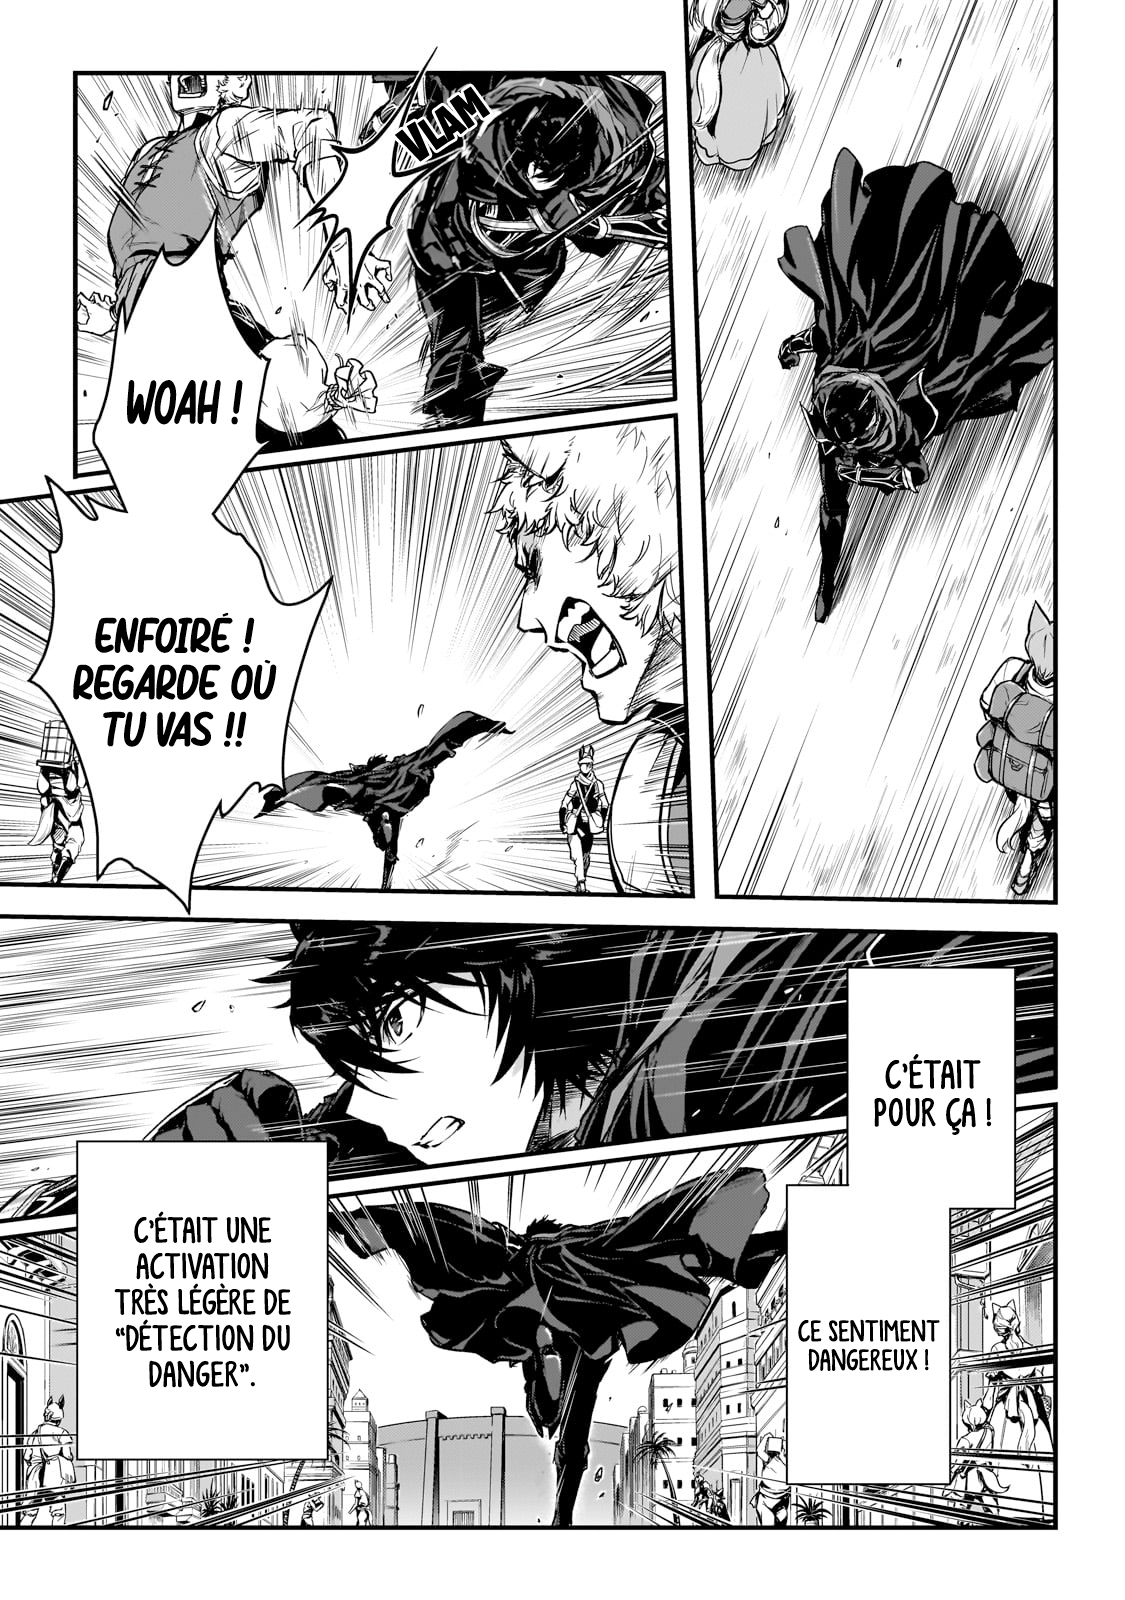 VLAM
WOAH !
ENFOIRÉ !
REGARDE OÙ
TU VAS !!
C'ÉTAIT
POUR ÇA !
CE SENTIMENT
DANGEREUX !
C'ÉTAIT UNE
ACTIVATION
TRÈS LÉGÈRE DE
"DÉTECTION DU
DANGER".